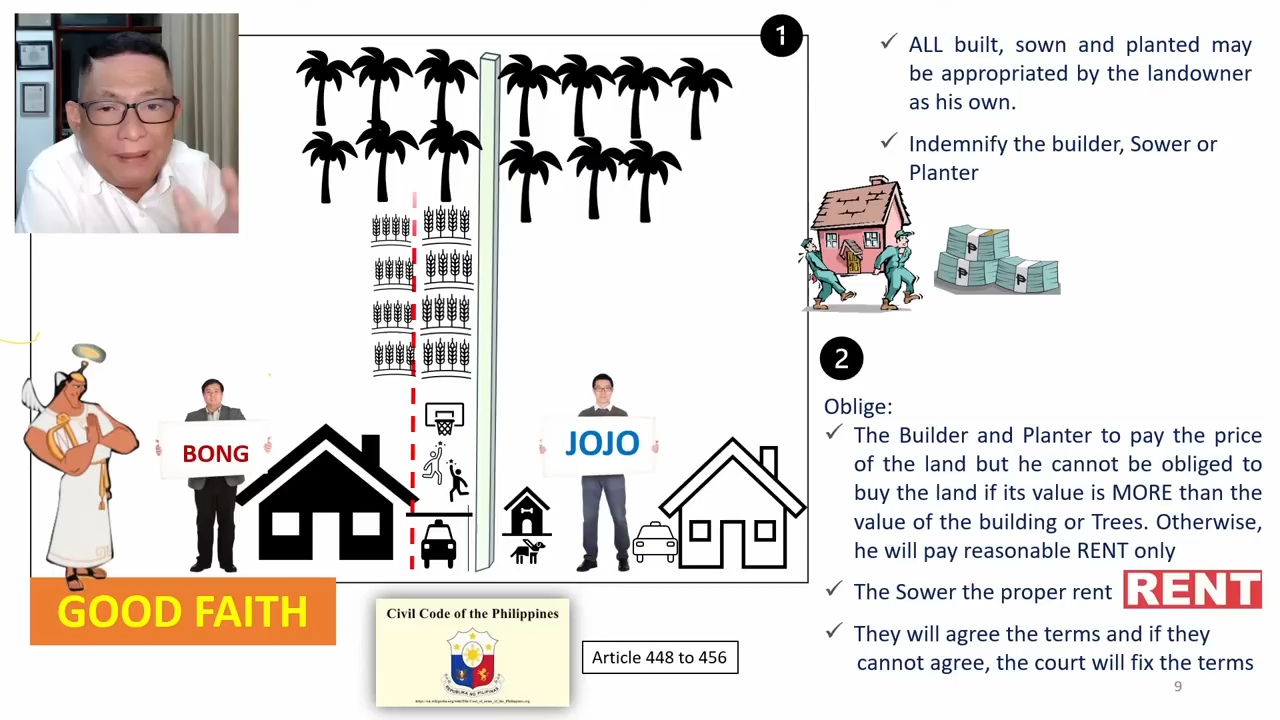 1
✓ ALL built, sown and planted may
be appropriated by the landowner
as his own.
✓ Indemnify the builder, Sower or
Planter
P
P
P
2
Oblige:
✓ The Builder and Planter to pay the price
of the land but he cannot be obliged to
buy the land if its value is MORE than the
value of the building or Trees. Otherwise,
he will pay reasonable RENT only
✓ The Sower the proper rent
RENT
✓ They will agree the terms and if they
cannot agree, the court will fix the terms
9
BONG
JOJO
GOOD FAITH
Civil Code of the Philippines
REPUBLIKA NG PILIPINAS
Article 448 to 456